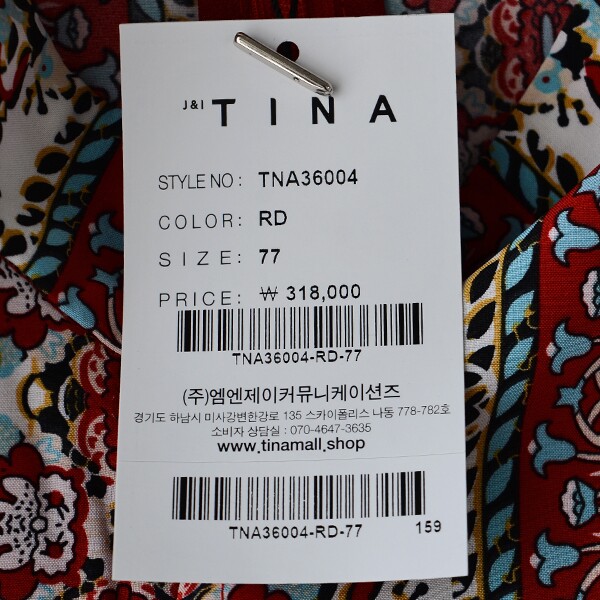 J&I TINA
STYLE NO: TNA36004
COLOR: RD
SIZE: 77
PRICE: ₩ 318,000
TNA36004-RD-77
(주)엠엔제이커뮤니케이션즈
경기도 하남시 미사강변한강로 135 스카이폴리스 나동 778-782호
소비자 상담실 : 070-4647-3635
www.tinamall.shop
TNA36004-RD-77 159